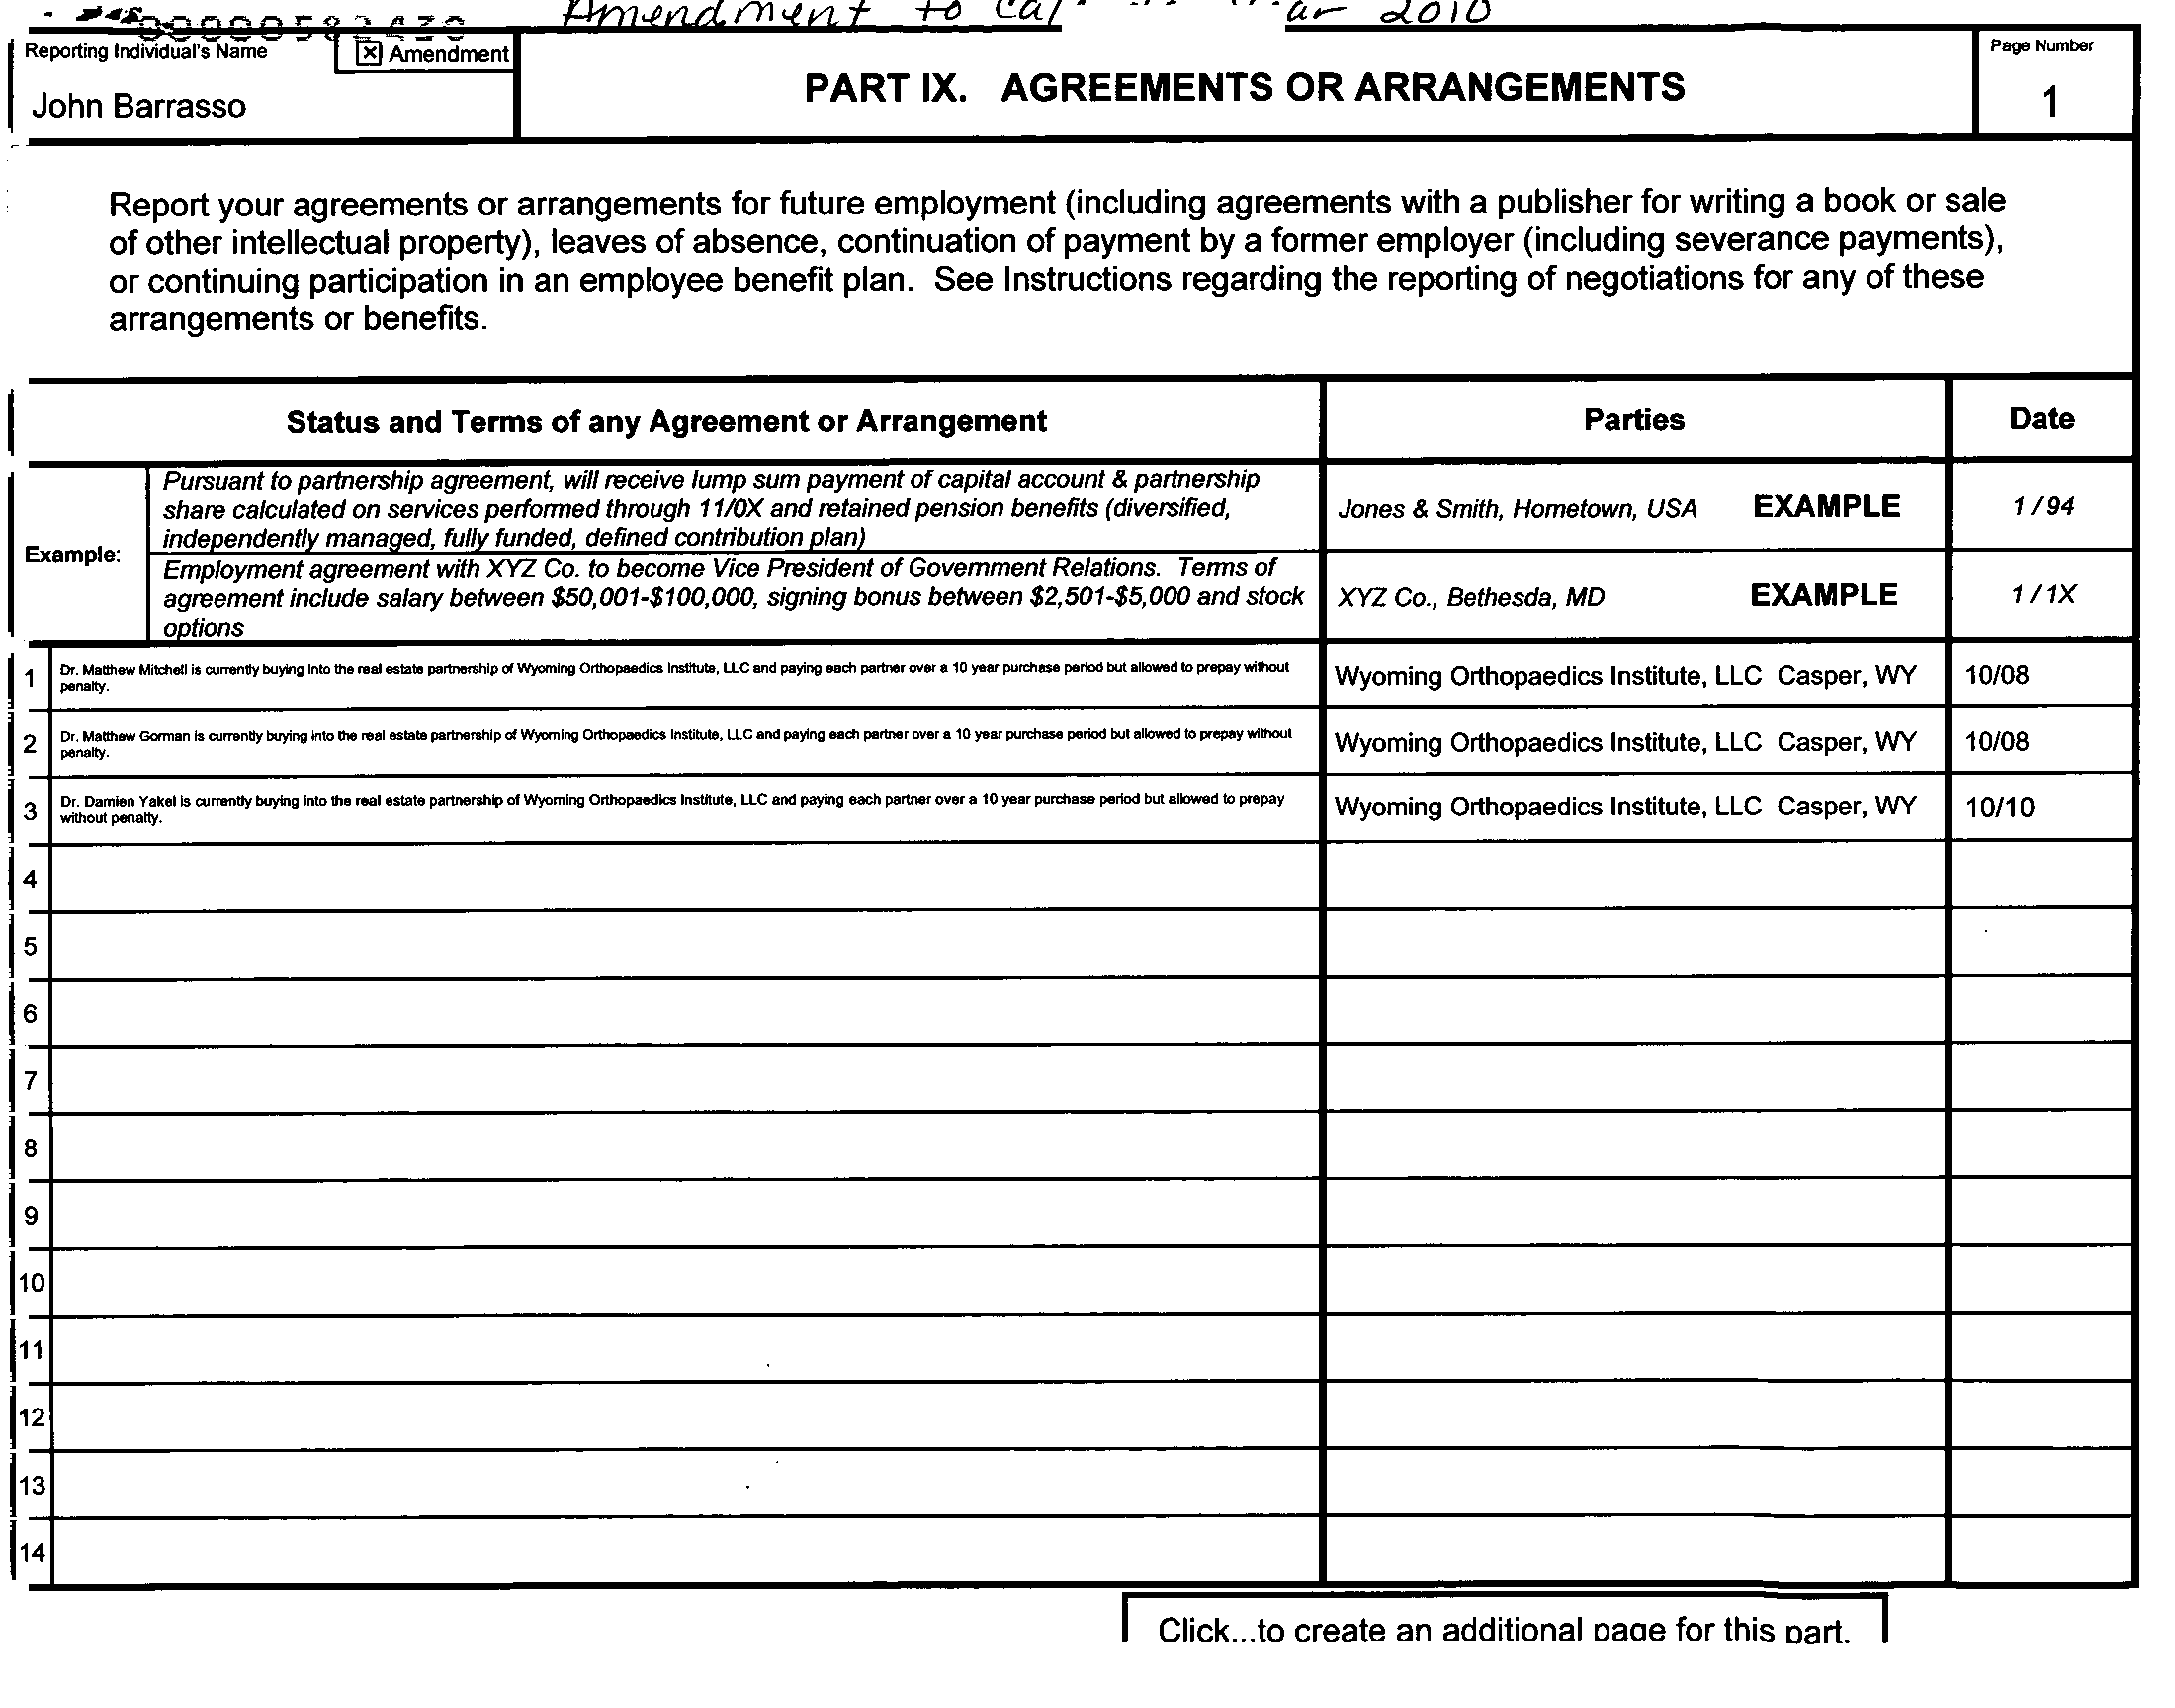 Amendment to 2010
Reporting Individual's Name
☒ Amendment
John Barrasso
PART IX. AGREEMENTS OR ARRANGEMENTS
Page Number
1
Report your agreements or arrangements for future employment (including agreements with a publisher for writing a book or sale
of other intellectual property), leaves of absence, continuation of payment by a former employer (including severance payments),
or continuing participation in an employee benefit plan. See Instructions regarding the reporting of negotiations for any of these
arrangements or benefits.
Status and Terms of any Agreement or Arrangement
Parties
Date
Example:
Pursuant to partnership agreement, will receive lump sum payment of capital account & partnership
share calculated on services performed through 11/0X and retained pension benefits (diversified,
independently managed, fully funded, defined contribution plan)
Jones & Smith, Hometown, USA EXAMPLE
1 / 94
Employment agreement with XYZ Co. to become Vice President of Government Relations. Terms of
agreement include salary between $50,001-$100,000, signing bonus between $2,501-$5,000 and stock
options
XYZ Co., Bethesda, MD EXAMPLE
1 / 1X
1
Dr. Matthew Mitchell is currently buying into the real estate partnership of Wyoming Orthopaedics Institute, LLC and paying each partner over a 10 year purchase period but allowed to prepay without
penalty.
Wyoming Orthopaedics Institute, LLC Casper, WY
10/08
2
Dr. Matthew Gorman is currently buying into the real estate partnership of Wyoming Orthopaedics Institute, LLC and paying each partner over a 10 year purchase period but allowed to prepay without
penalty.
Wyoming Orthopaedics Institute, LLC Casper, WY
10/08
3
Dr. Damien Yakel is currently buying into the real estate partnership of Wyoming Orthopaedics Institute, LLC and paying each partner over a 10 year purchase period but allowed to prepay
without penalty.
Wyoming Orthopaedics Institute, LLC Casper, WY
10/10
4
5
6
7
8
9
10
11
12
13
14
Click...to create an additional page for this part.